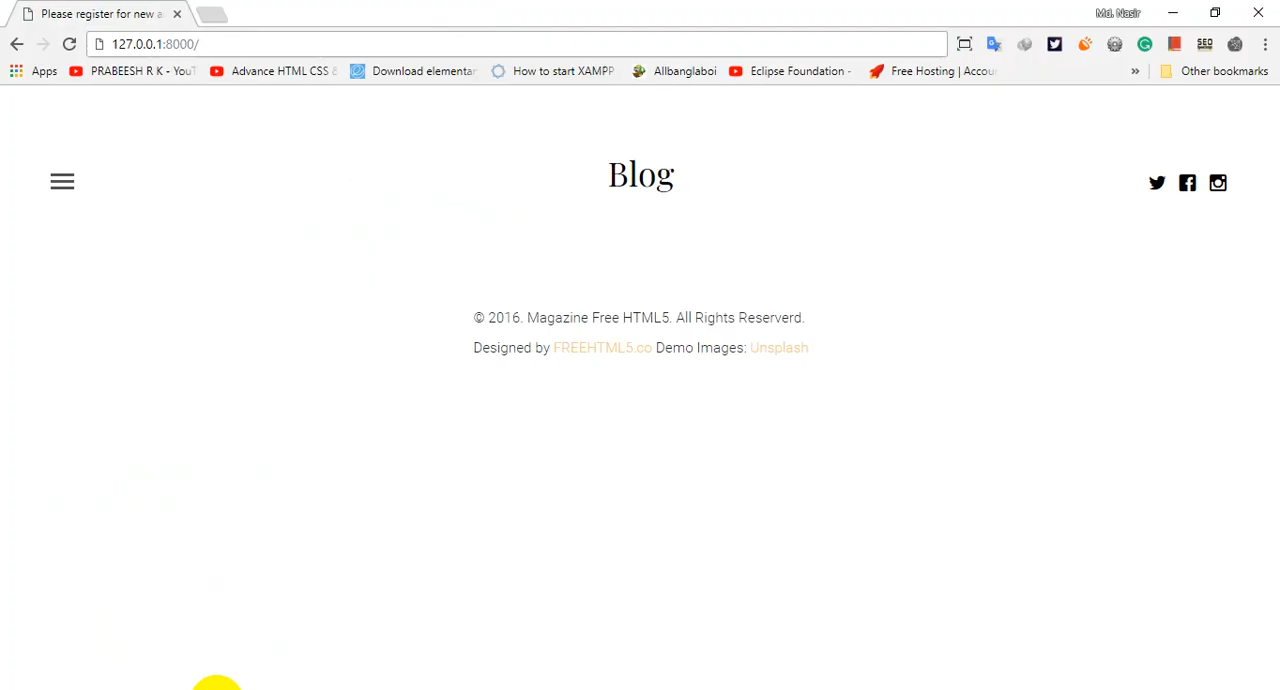 Please register for new a
Md. Nasir
127.0.0.1:8000/
SEO
Apps PRABEESH R K - YouT Advance HTML CSS & Download elementar How to start XAMPP Allbanglaboi Eclipse Foundation - Free Hosting | Accou » Other bookmarks
Blog
© 2016. Magazine Free HTML5. All Rights Reserverd.
Designed by FREEHTML5.co Demo Images: Unsplash